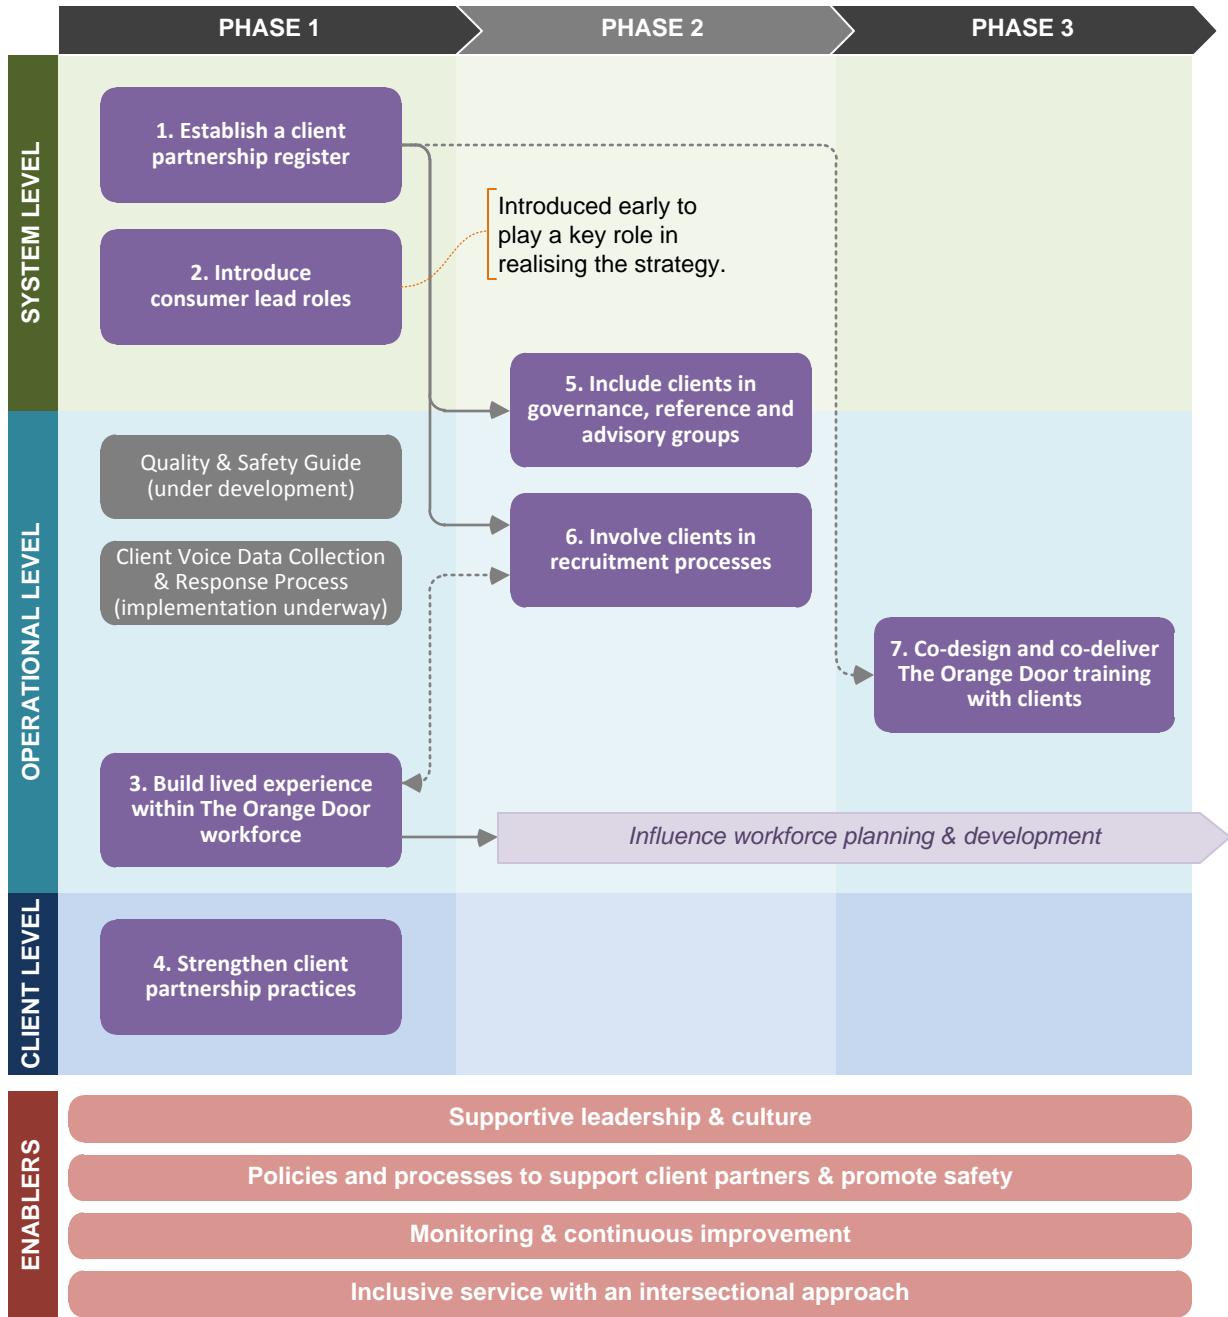 PHASE 1
PHASE 2
PHASE 3
SYSTEM LEVEL
1. Establish a client
partnership register
2. Introduce
consumer lead roles
Introduced early to
play a key role in
realising the strategy.
5. Include clients in
governance, reference and
advisory groups
OPERATIONAL LEVEL
Quality & Safety Guide
(under development)
Client Voice Data Collection
& Response Process
(implementation underway)
6. Involve clients in
recruitment processes
7. Co-design and co-deliver
The Orange Door training
with clients
3. Build lived experience
within The Orange Door
workforce
Influence workforce planning & development
CLIENT LEVEL
4. Strengthen client
partnership practices
ENABLERS
Supportive leadership & culture
Policies and processes to support client partners & promote safety
Monitoring & continuous improvement
Inclusive service with an intersectional approach